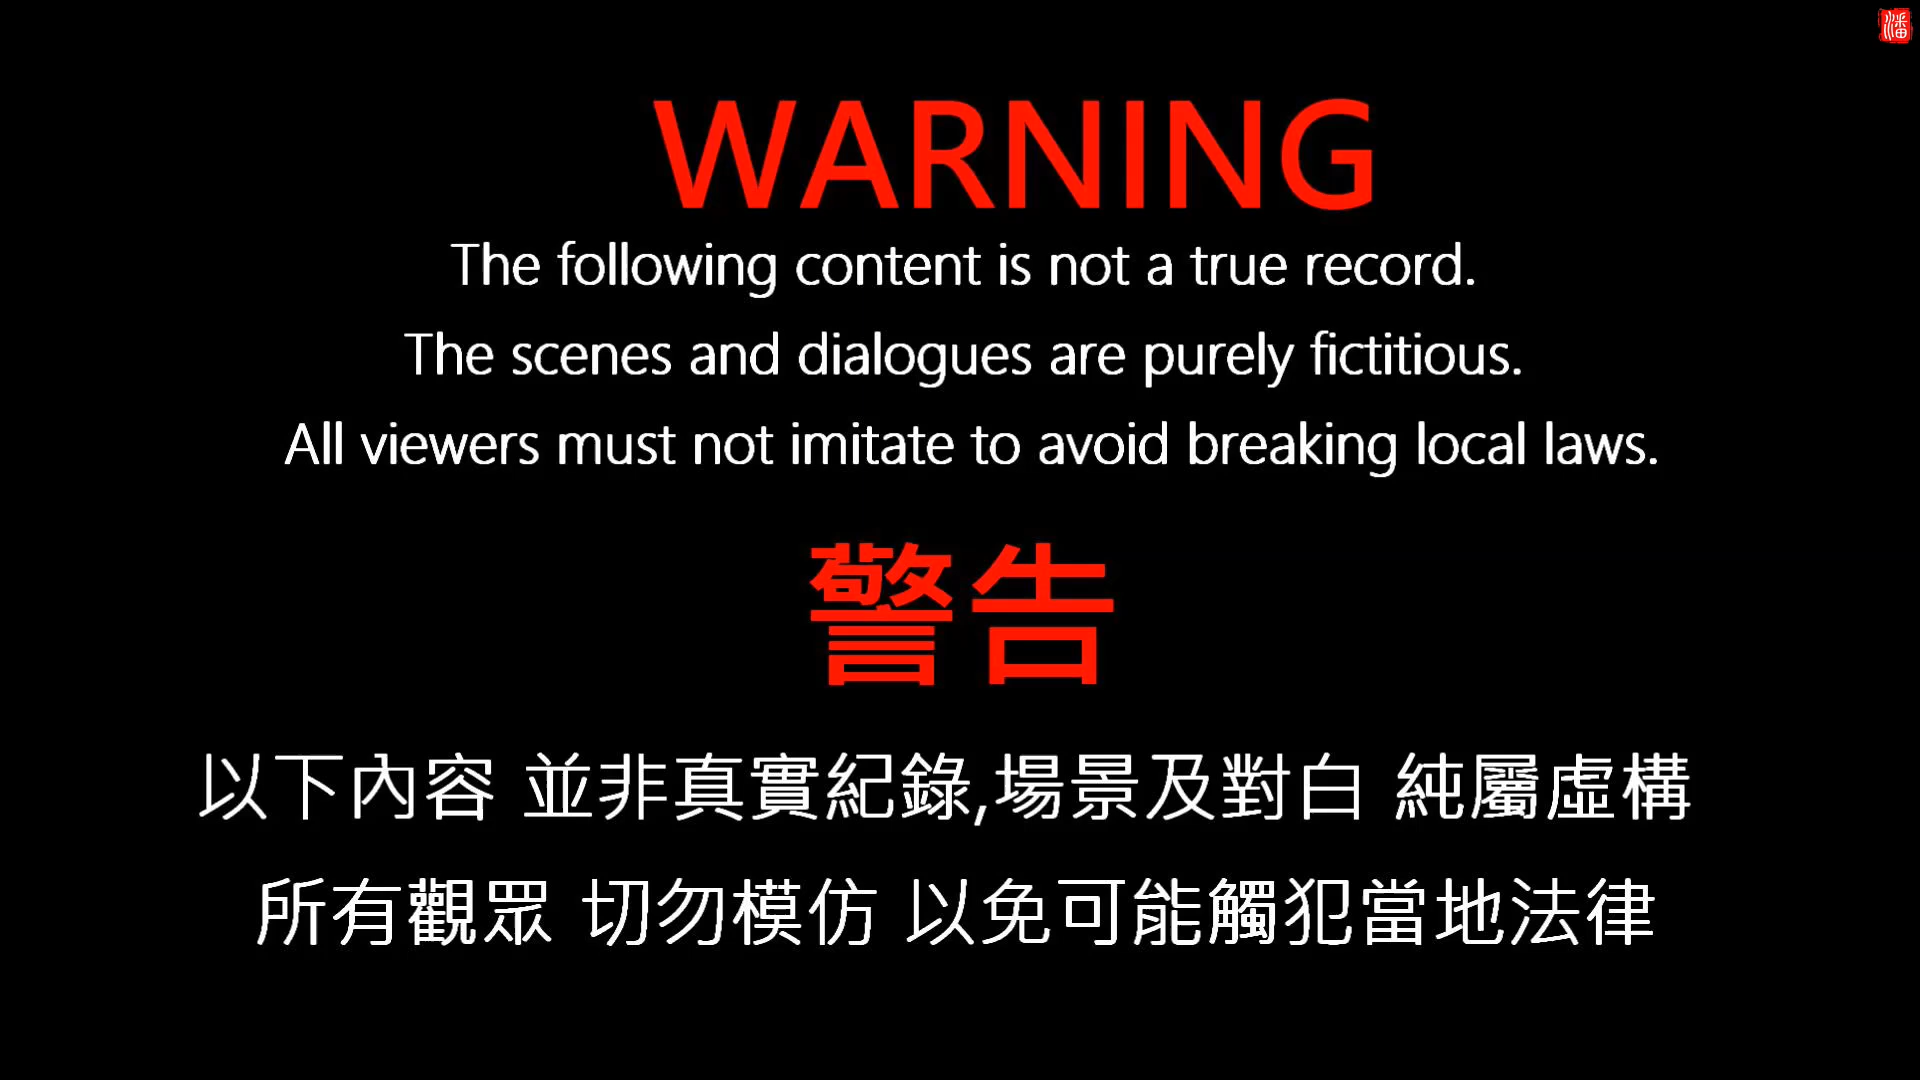 潘
WARNING
The following content is not a true record.
The scenes and dialogues are purely fictitious.
All viewers must not imitate to avoid breaking local laws.
警告
以下內容 並非真實紀錄,場景及對白 純屬虛構
所有觀眾 切勿模仿 以免可能觸犯當地法律